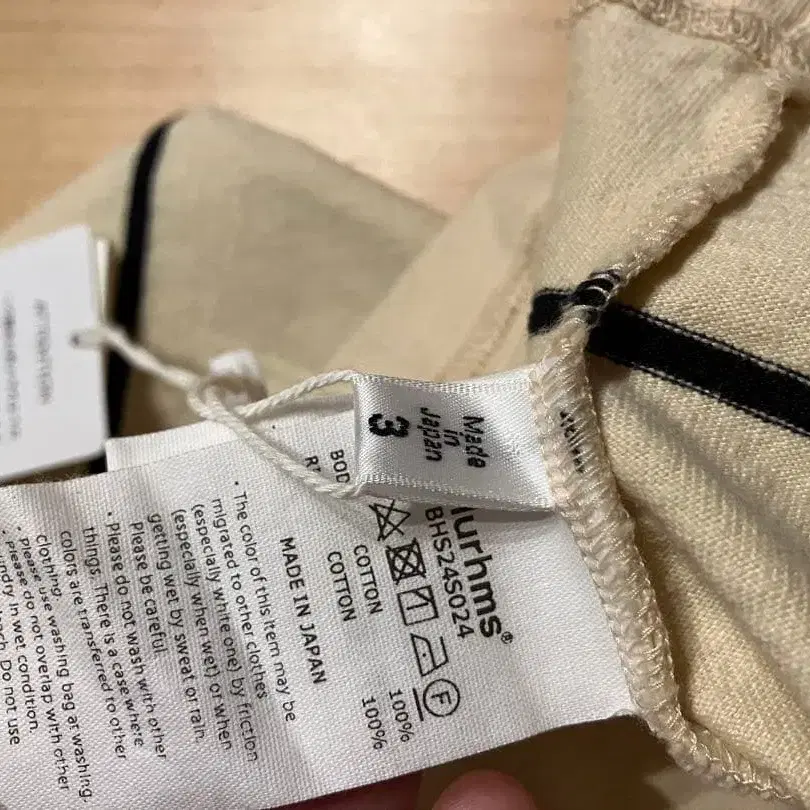 Made
in
Japan
3
lurhms®
BHS24S024
BOD
COTTON 100%
COTTON 100%
MADE IN JAPAN
• The color of this item may be
migrated to other clothes
(especially white one) by friction
(especially when wet) or when
getting wet by sweat or rain.
Please be careful
• Please do not wash with other
things. There is a case where
colors are transferred to other
clothing.
• Please use washing bag at washing.
• Please do not overlap with other
laundry in wet condition.
Do not use
ATTENTION
F